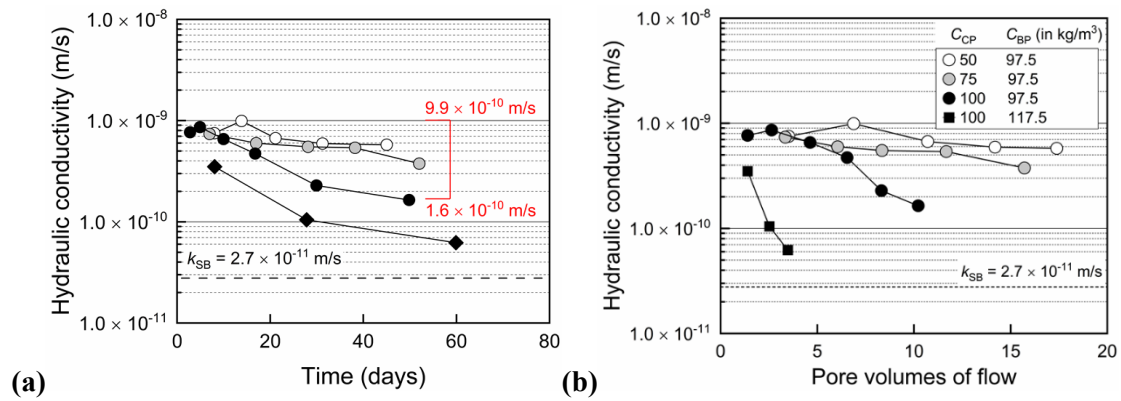 1.0 × 10⁻⁸
1.0 × 10⁻⁹
1.0 × 10⁻¹⁰
1.0 × 10⁻¹¹
Hydraulic conductivity (m/s)
9.9 × 10⁻¹⁰ m/s
1.6 × 10⁻¹⁰ m/s
kSB = 2.7 × 10⁻¹¹ m/s
0 20 40 60 80
Time (days)
(a)
1.0 × 10⁻⁸
1.0 × 10⁻⁹
1.0 × 10⁻¹⁰
1.0 × 10⁻¹¹
Hydraulic conductivity (m/s)
CCP CBP (in kg/m³)
50 97.5
75 97.5
100 97.5
100 117.5
kSB = 2.7 × 10⁻¹¹ m/s
0 5 10 15 20
Pore volumes of flow
(b)